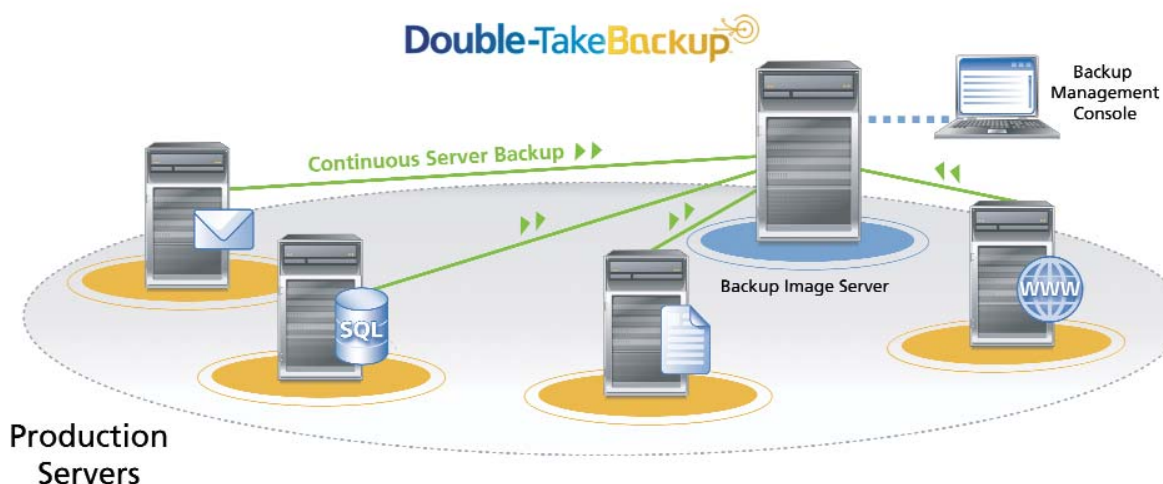 Double-TakeBackup
Backup
Management
Console
Continuous Server Backup
SQL
WWW
Backup Image Server
Production
Servers